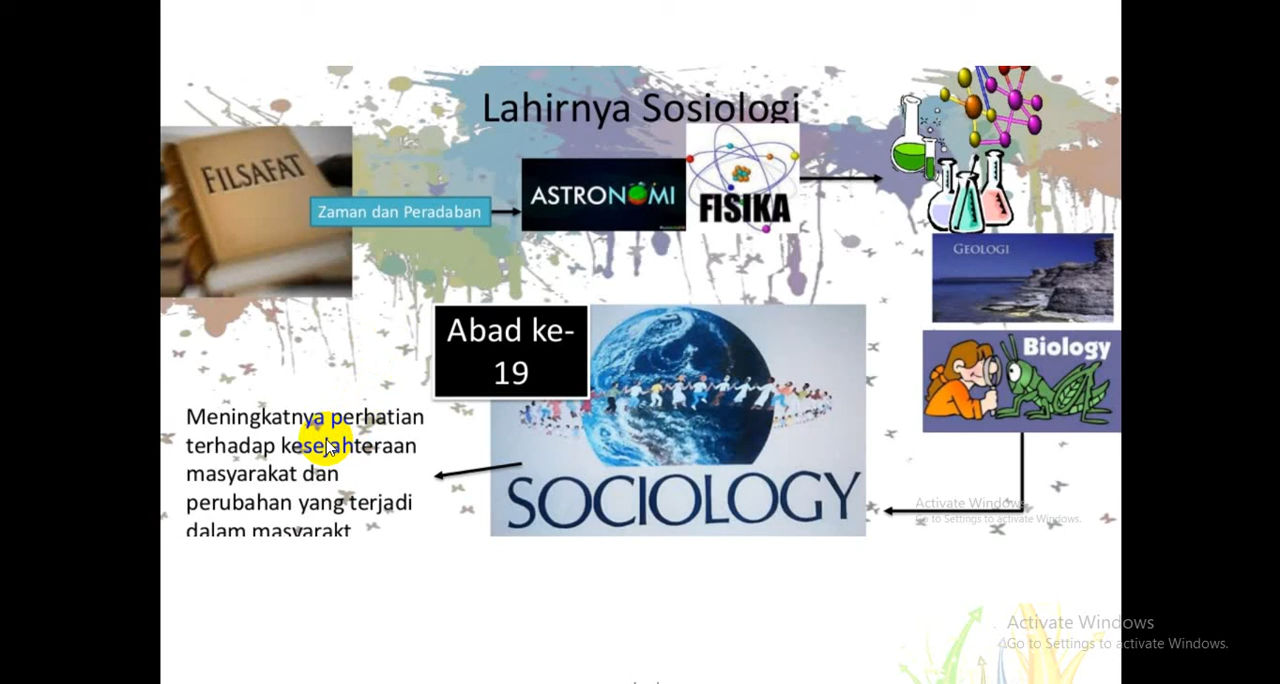 Lahirnya Sosiologi
FILSAFAT
Zaman dan Peradaban
ASTRONOMI
FISIKA
GEOLOGI
Biology
Abad ke-
19
SOCIOLOGY
Meningkatnya perhatian
terhadap kesejahteraan
masyarakat dan
perubahan yang terjadi
dalam masyarakt
Activate Windows
Go to Settings to activate Windows.
Activate Windows
Go to Settings to activate Windows.